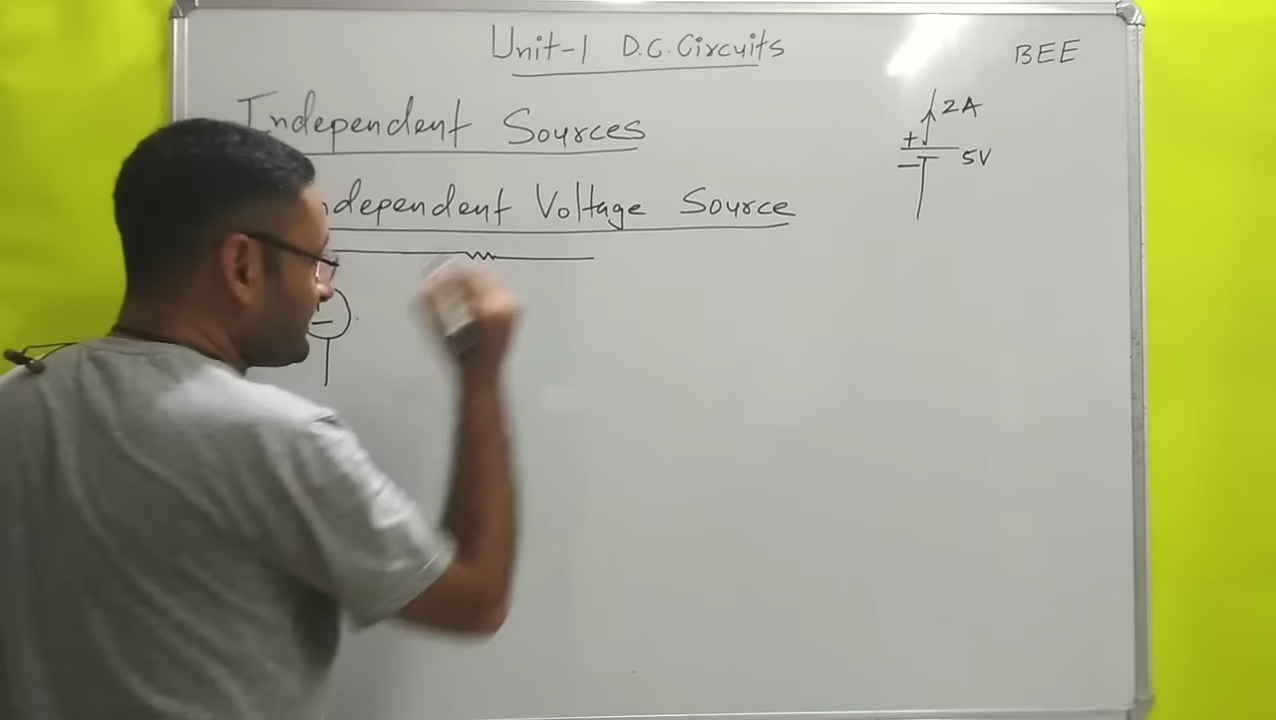 Unit-1 D.C. Circuits
BEE
Independent Sources
2A
+
5V
-
Independent Voltage Source
-